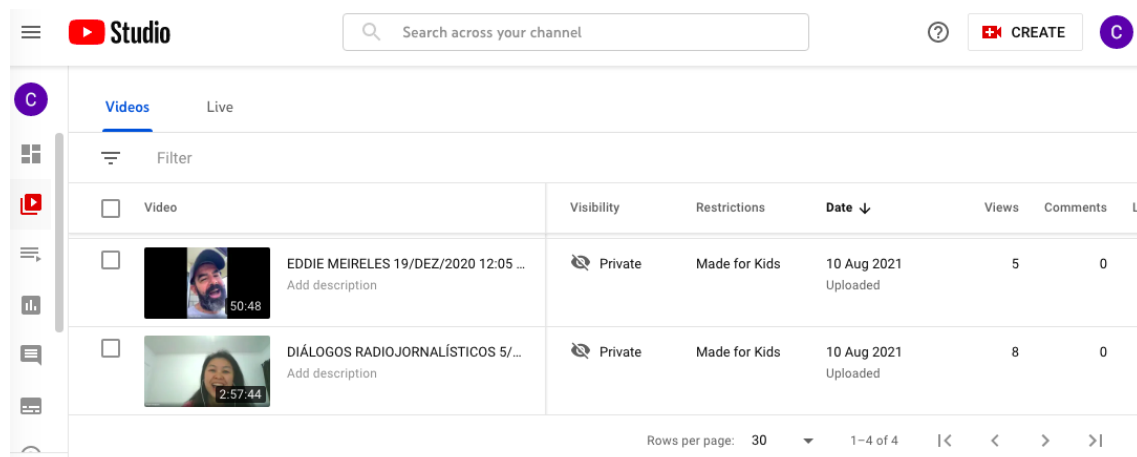 Studio
Search across your channel
CREATE
C
C
Videos Live
Filter
Video Visibility Restrictions Date Views Comments L
EDDIE MEIRELES 19/DEZ/2020 12:05 ... Private Made for Kids 10 Aug 2021 5 0
Add description Uploaded
50:48
DIÁLOGOS RADIOJORNALÍSTICOS 5/... Private Made for Kids 10 Aug 2021 8 0
Add description Uploaded
2:57:44
Rows per page: 30 1–4 of 4